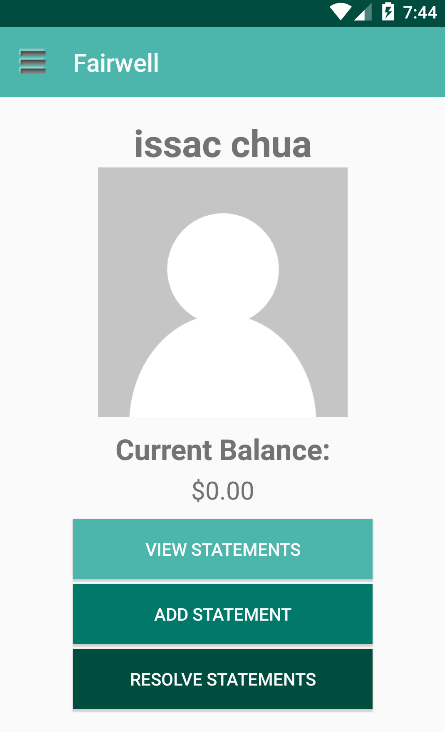 7:44
Fairwell
issac chua
Current Balance:
$0.00
VIEW STATEMENTS
ADD STATEMENT
RESOLVE STATEMENTS